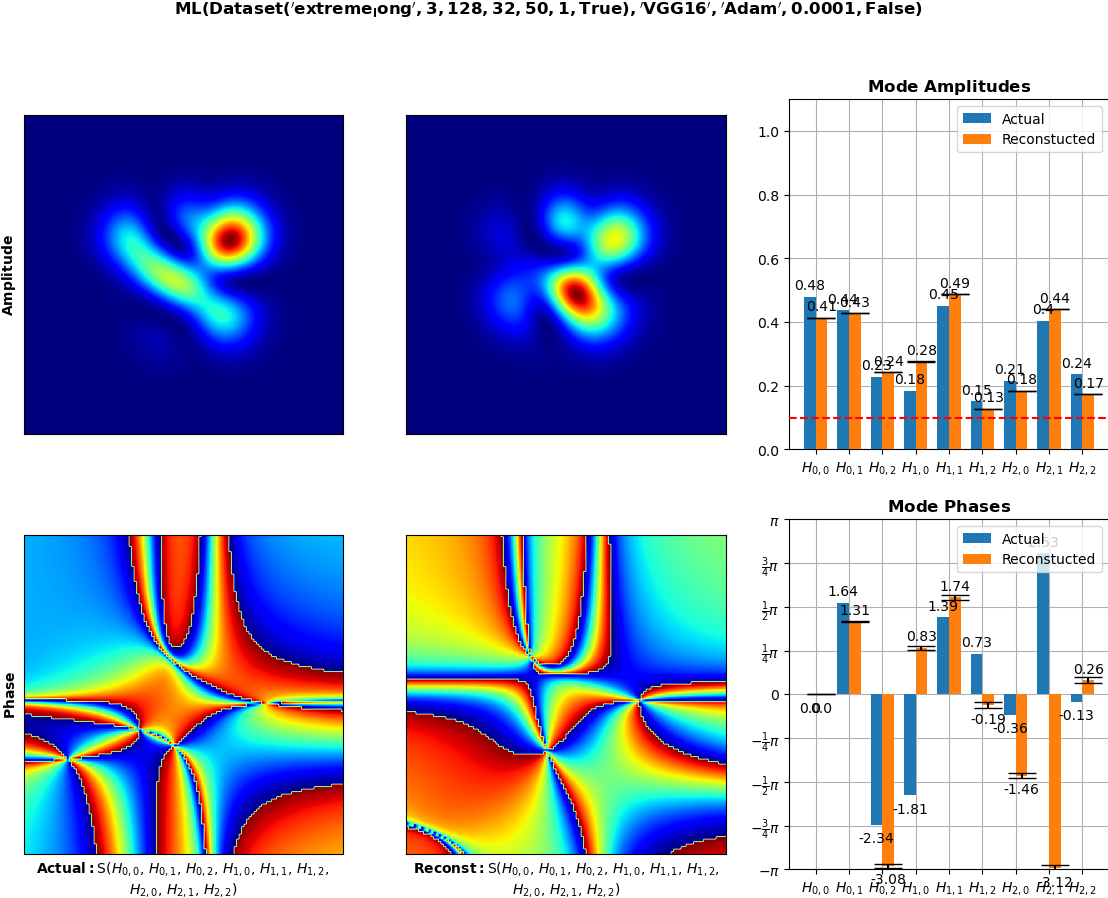 ML(Dataset('extreme_long', 3, 128, 32, 50, 1, True), 'VGG16', 'Adam', 0.0001, False)
Amplitude
Mode Amplitudes
Actual
Reconstucted
1.0
0.8
0.6
0.4
0.2
0.0
0.48
0.41
0.44
0.43
0.23
0.24
0.18
0.28
0.45
0.49
0.15
0.13
0.21
0.18
0.4
0.44
0.24
0.17
H0,0 H0,1 H0,2 H1,0 H1,1 H1,2 H2,0 H2,1 H2,2
Phase
Mode Phases
Actual
Reconstucted
π
3/4π
1/2π
1/4π
0
−1/4π
−1/2π
−3/4π
−π
0.0
0.0
1.64
1.31
-2.34
-3.08
-1.81
0.83
1.39
1.74
0.73
-0.19
-0.36
-1.46
2.53
-3.12
-0.13
0.26
H0,0 H0,1 H0,2 H1,0 H1,1 H1,2 H2,0 H2,1 H2,2
Actual: S(H0,0, H0,1, H0,2, H1,0, H1,1, H1,2,
H2,0, H2,1, H2,2)
Reconst: S(H0,0, H0,1, H0,2, H1,0, H1,1, H1,2,
H2,0, H2,1, H2,2)